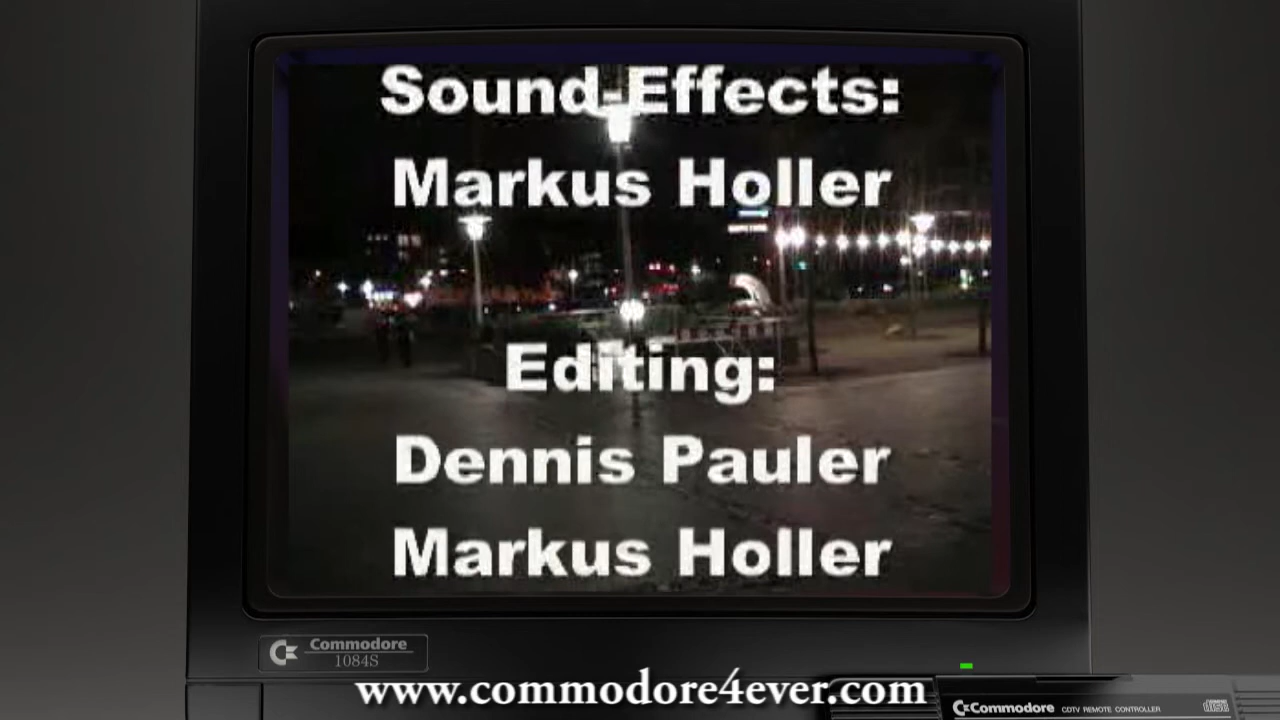 Sound-Effects:
Markus Holler
Editing:
Dennis Pauler
Markus Holler
Commodore
1084S
www.commodore4ever.com
Commodore CDTV REMOTE CONTROLLER